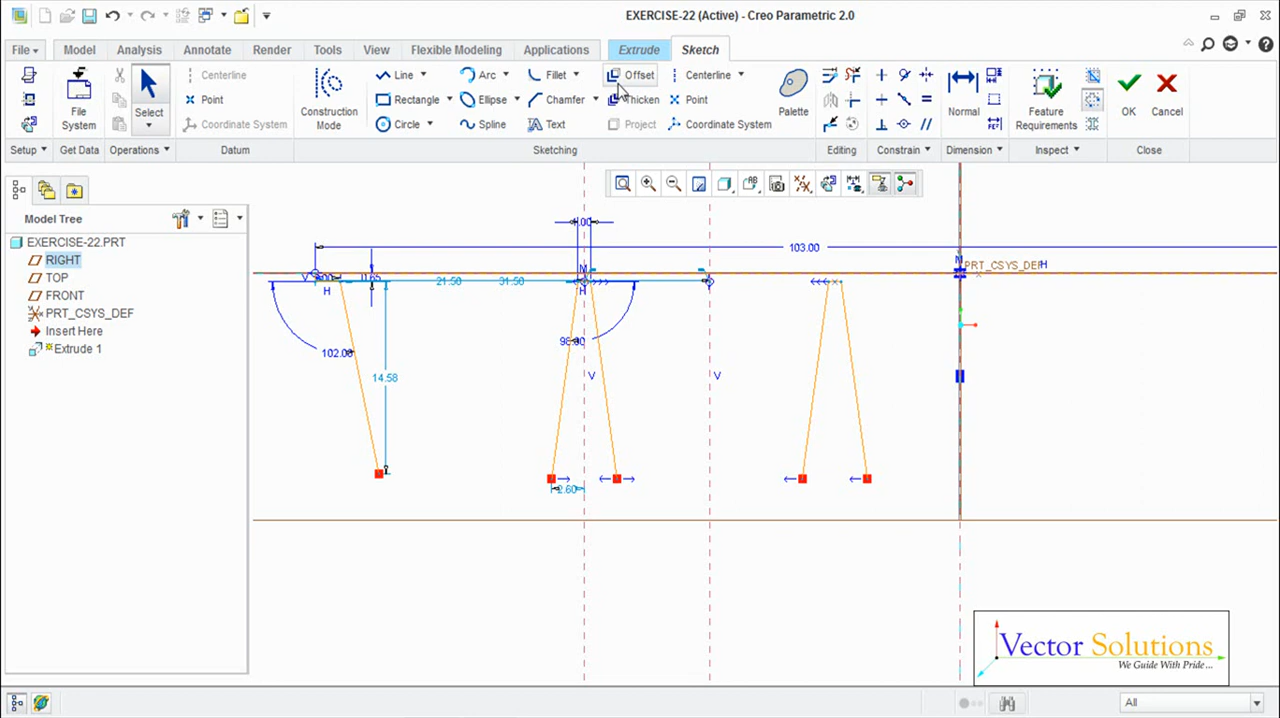 EXERCISE-22 (Active) - Creo Parametric 2.0
File Model Analysis Annotate Render Tools View Flexible Modeling Applications Extrude Sketch
Centerline Line Arc Fillet Offset Centerline
File System Select Point Construction Mode Rectangle Ellipse Chamfer Thicken Point Palette Normal Feature Requirements OK Cancel
Coordinate System Circle Spline Text Project Coordinate System
Setup Get Data Operations Datum Sketching Editing Constrain Dimension Inspect Close
Model Tree
EXERCISE-22.PRT
RIGHT
TOP
FRONT
PRT_CSYS_DEF
Insert Here
Extrude 1
103.00
M
V
21.50
31.50
H
H
M
H
98.00
102.00
14.58
V
V
2.60
Vector Solutions
We Guide With Pride...
All